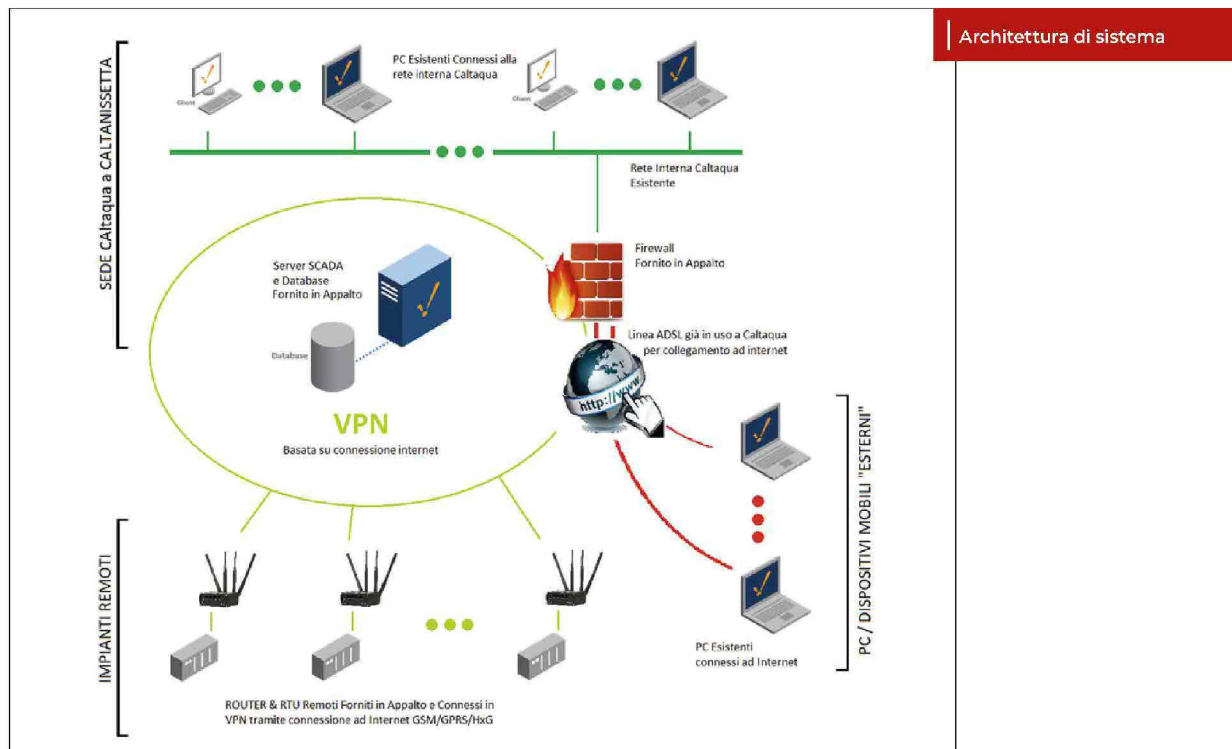 Architettura di sistema
SEDE CAltaqua a CALTANISSETTA
PC Esistenti Connessi alla
rete interna Caltaqua
Client
Client
Rete Interna Caltaqua
Esistente
Server SCADA
e Database
Fornito in Appalto
Firewall
Fornito in Appalto
Database
Linea ADSL già in uso a Caltaqua
per collegamento ad internet
http://www
VPN
Basata su connessione internet
PC / DISPOSITIVI MOBILI "ESTERNI"
IMPIANTI REMOTI
PC Esistenti
connessi ad Internet
ROUTER & RTU Remoti Forniti in Appalto e Connessi in
VPN tramite connessione ad Internet GSM/GPRS/HxG